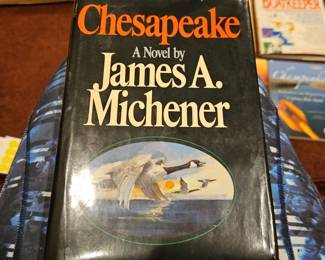 Chesapeake
A Novel by
James A.
Michener